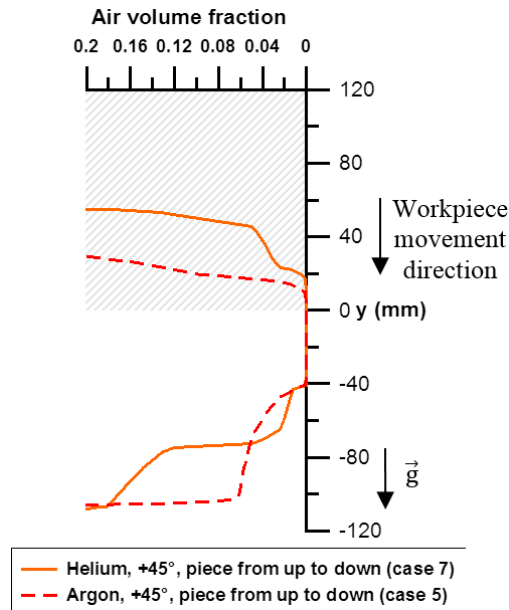 Air volume fraction
0.2 0.16 0.12 0.08 0.04 0
120
80
40
0 y (mm)
-40
-80
-120
Workpiece
movement
direction
g
Helium, +45°, piece from up to down (case 7)
Argon, +45°, piece from up to down (case 5)